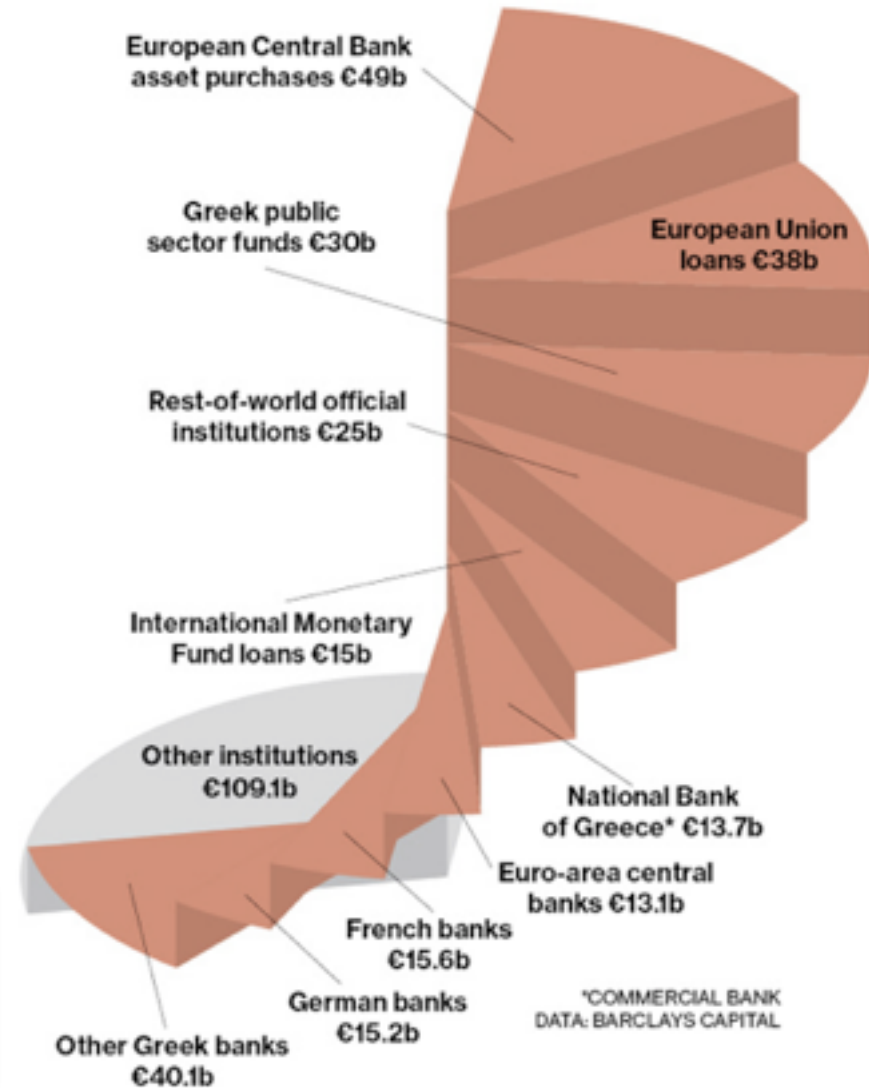 European Central Bank
asset purchases €49b
Greek public
sector funds €30b
European Union
loans €38b
Rest-of-world official
institutions €25b
International Monetary
Fund loans €15b
Other institutions
€109.1b
National Bank
of Greece* €13.7b
Euro-area central
banks €13.1b
French banks
€15.6b
German banks
€15.2b
Other Greek banks
€40.1b
*COMMERCIAL BANK
DATA: BARCLAYS CAPITAL